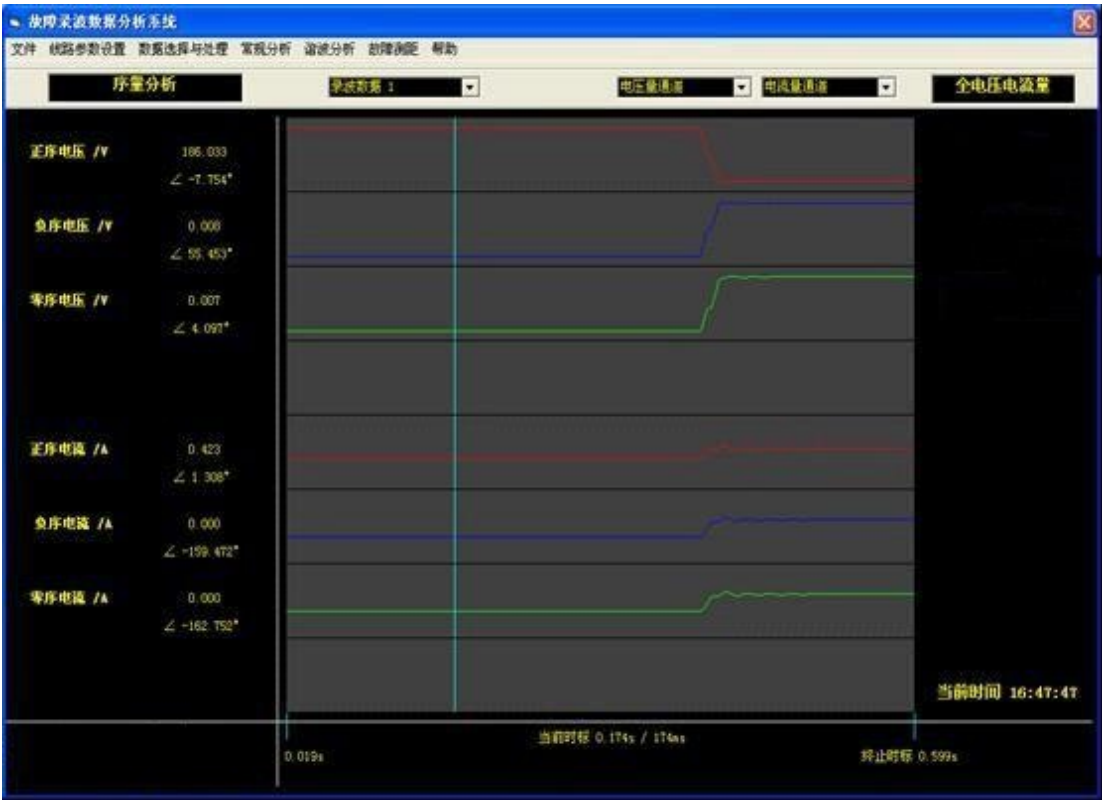 故障录波数据分析系统
文件 线路参数设置 数据选择与处理 常规分析 谐波分析 故障测距 帮助
序量分析 录波数据 1 电压量通道 电流量通道 全电压电流量
正序电压 /V 186.033
∠ -7.754°
负序电压 /V 0.008
∠ 55.453°
零序电压 /V 0.007
∠ 4.097°
正序电流 /A 0.423
∠ 1.308°
负序电流 /A 0.000
∠ -159.472°
零序电流 /A 0.000
∠ -162.752°
当前时间 16:47:47
当前时标 0.174s / 174ms
0.019s 终止时标 0.599s